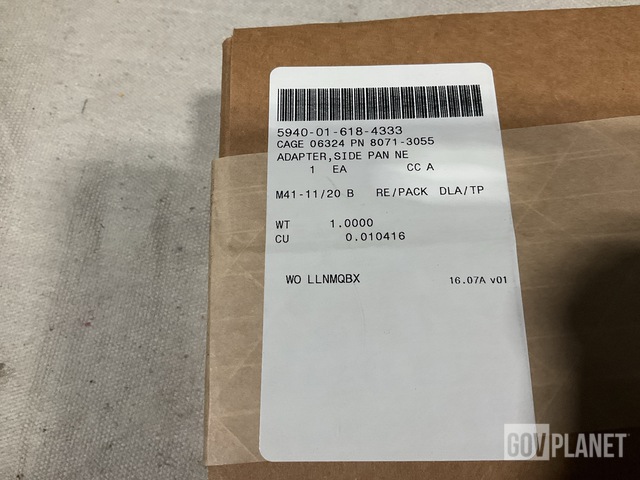 5940-01-618-4333
CAGE 06324 PN 8071-3055
ADAPTER,SIDE PAN NE
1 EA CC A
M41-11/20 B RE/PACK DLA/TP
WT 1.0000
CU 0.010416
WO LLNMQBX 16.07A v01
GOVPLANET